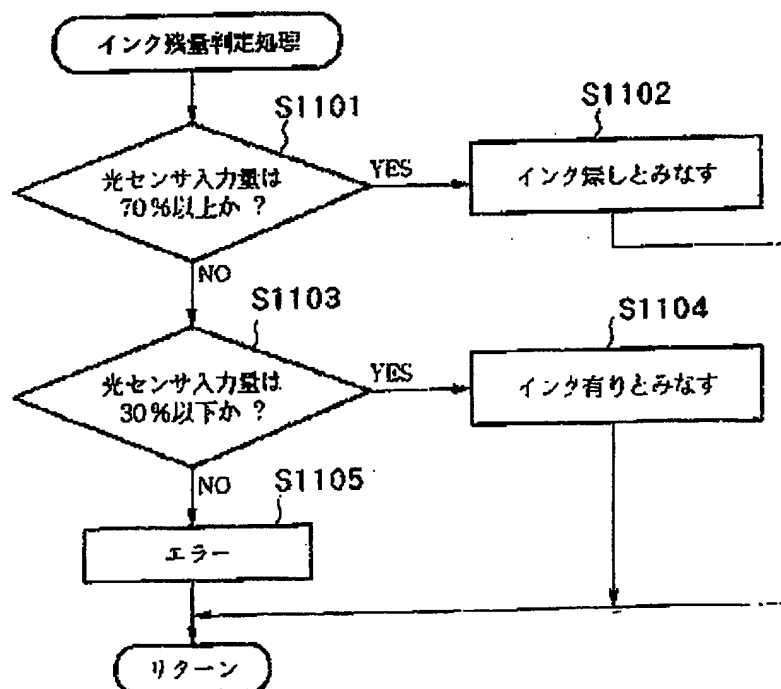 インク残量判定処理
S1101
光センサ入力量は
70%以上か?
YES
S1102
インク無しとみなす
NO
S1103
光センサ入力量は
30%以下か?
YES
S1104
インク有りとみなす
NO
S1105
エラー
リターン